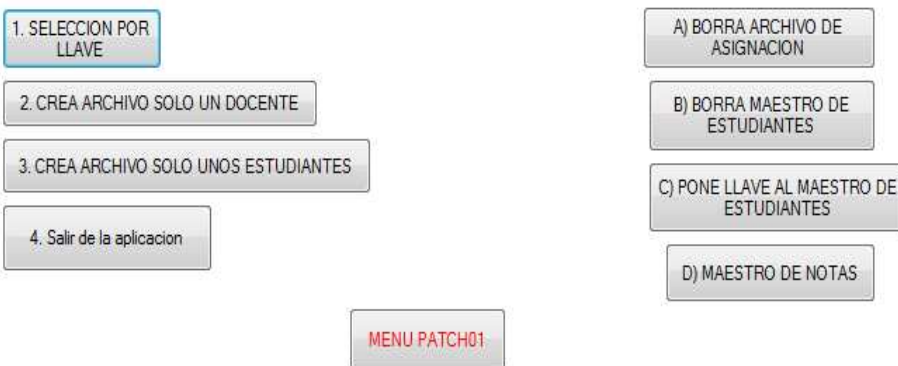 1. SELECCION POR
LLAVE
2. CREA ARCHIVO SOLO UN DOCENTE
3. CREA ARCHIVO SOLO UNOS ESTUDIANTES
4. Salir de la aplicacion
A) BORRA ARCHIVO DE
ASIGNACION
B) BORRA MAESTRO DE
ESTUDIANTES
C) PONE LLAVE AL MAESTRO DE
ESTUDIANTES
D) MAESTRO DE NOTAS
MENU PATCH01